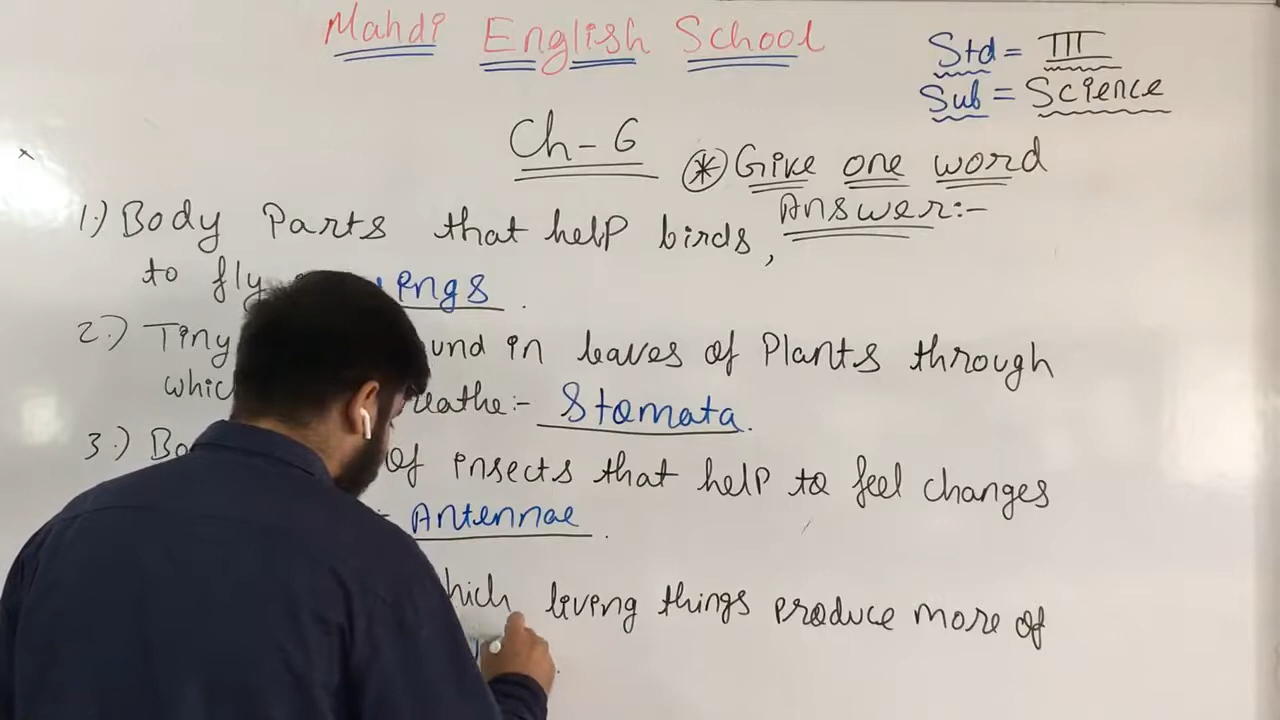 Mahdi English School
Std = III
Sub = Science
Ch-6
* Give one word
Answer:-
1.) Body Parts that help birds,
to fly ings .
2.) Tiny und in leaves of Plants through
whic eathe:- Stomata.
3.) Bo of insects that help to feel changes
Antennae .
hich living things produce more of